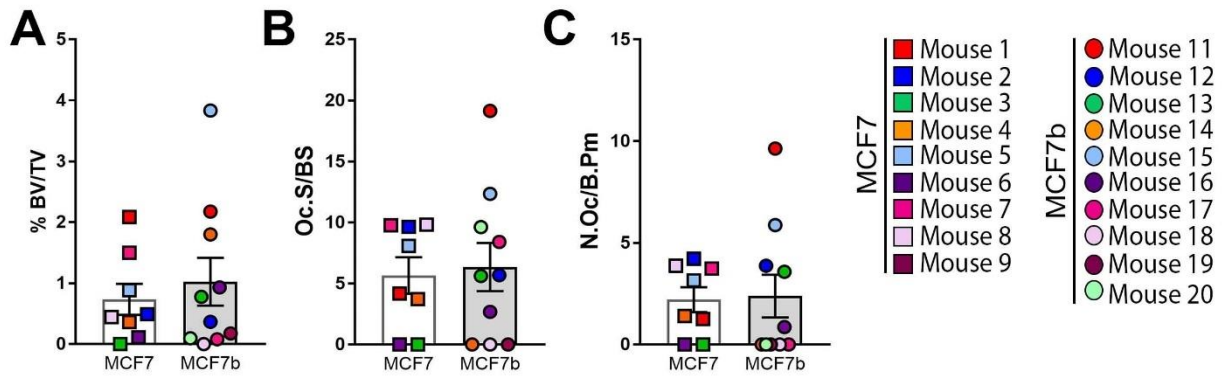 A
% BV/TV
5
4
3
2
1
0
MCF7
MCF7b
B
Oc.S/BS
25
20
15
10
5
0
MCF7
MCF7b
C
N.Oc/B.Pm
15
10
5
0
MCF7
MCF7b
MCF7
Mouse 1
Mouse 2
Mouse 3
Mouse 4
Mouse 5
Mouse 6
Mouse 7
Mouse 8
Mouse 9
MCF7b
Mouse 11
Mouse 12
Mouse 13
Mouse 14
Mouse 15
Mouse 16
Mouse 17
Mouse 18
Mouse 19
Mouse 20